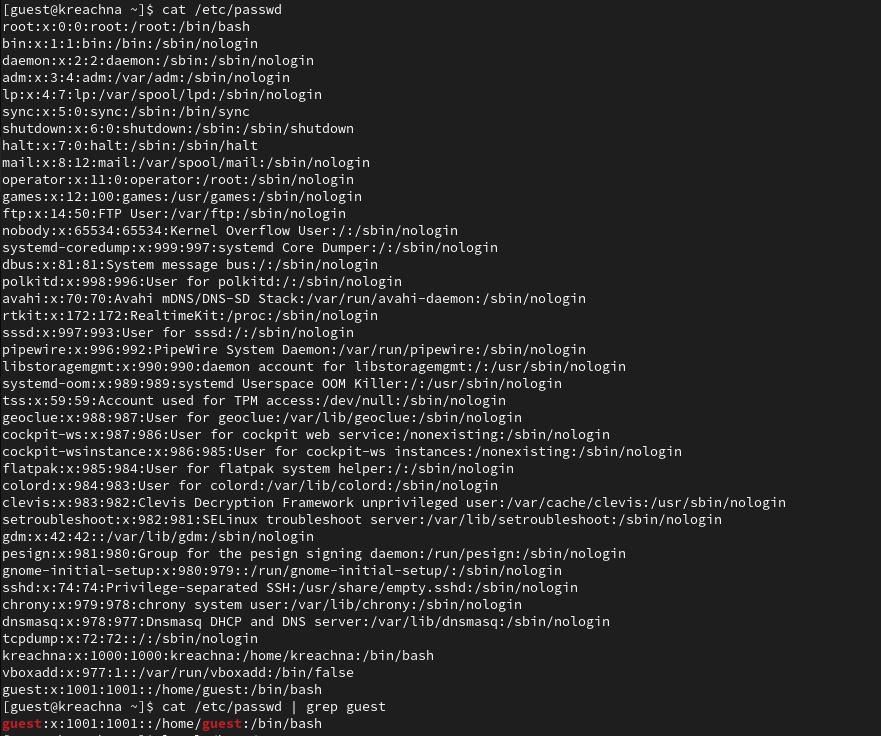 [guest@kreachna ~]$ cat /etc/passwd
root:x:0:0:root:/root:/bin/bash
bin:x:1:1:bin:/bin:/sbin/nologin
daemon:x:2:2:daemon:/sbin:/sbin/nologin
adm:x:3:4:adm:/var/adm:/sbin/nologin
lp:x:4:7:lp:/var/spool/lpd:/sbin/nologin
sync:x:5:0:sync:/sbin:/bin/sync
shutdown:x:6:0:shutdown:/sbin:/sbin/shutdown
halt:x:7:0:halt:/sbin:/sbin/halt
mail:x:8:12:mail:/var/spool/mail:/sbin/nologin
operator:x:11:0:operator:/root:/sbin/nologin
games:x:12:100:games:/usr/games:/sbin/nologin
ftp:x:14:50:FTP User:/var/ftp:/sbin/nologin
nobody:x:65534:65534:Kernel Overflow User:/:/sbin/nologin
systemd-coredump:x:999:997:systemd Core Dumper:/:/sbin/nologin
dbus:x:81:81:System message bus:/:/sbin/nologin
polkitd:x:998:996:User for polkitd:/:/sbin/nologin
avahi:x:70:70:Avahi mDNS/DNS-SD Stack:/var/run/avahi-daemon:/sbin/nologin
rtkit:x:172:172:RealtimeKit:/proc:/sbin/nologin
sssd:x:997:993:User for sssd:/:/sbin/nologin
pipewire:x:996:992:PipeWire System Daemon:/var/run/pipewire:/sbin/nologin
libstoragemgmt:x:990:990:daemon account for libstoragemgmt:/:/usr/sbin/nologin
systemd-oom:x:989:989:systemd Userspace OOM Killer:/:/usr/sbin/nologin
tss:x:59:59:Account used for TPM access:/dev/null:/sbin/nologin
geoclue:x:988:987:User for geoclue:/var/lib/geoclue:/sbin/nologin
cockpit-ws:x:987:986:User for cockpit web service:/nonexisting:/sbin/nologin
cockpit-wsinstance:x:986:985:User for cockpit-ws instances:/nonexisting:/sbin/nologin
flatpak:x:985:984:User for flatpak system helper:/:/sbin/nologin
colord:x:984:983:User for colord:/var/lib/colord:/sbin/nologin
clevis:x:983:982:Clevis Decryption Framework unprivileged user:/var/cache/clevis:/usr/sbin/nologin
setroubleshoot:x:982:981:SELinux troubleshoot server:/var/lib/setroubleshoot:/sbin/nologin
gdm:x:42:42::/var/lib/gdm:/sbin/nologin
pesign:x:981:980:Group for the pesign signing daemon:/run/pesign:/sbin/nologin
gnome-initial-setup:x:980:979::/run/gnome-initial-setup/:/sbin/nologin
sshd:x:74:74:Privilege-separated SSH:/usr/share/empty.sshd:/sbin/nologin
chrony:x:979:978:chrony system user:/var/lib/chrony:/sbin/nologin
dnsmasq:x:978:977:Dnsmasq DHCP and DNS server:/var/lib/dnsmasq:/sbin/nologin
tcpdump:x:72:72::/:/sbin/nologin
kreachna:x:1000:1000:kreachna:/home/kreachna:/bin/bash
vboxadd:x:977:1::/var/run/vboxadd:/bin/false
guest:x:1001:1001::/home/guest:/bin/bash
[guest@kreachna ~]$ cat /etc/passwd | grep guest
guest:x:1001:1001::/home/guest:/bin/bash